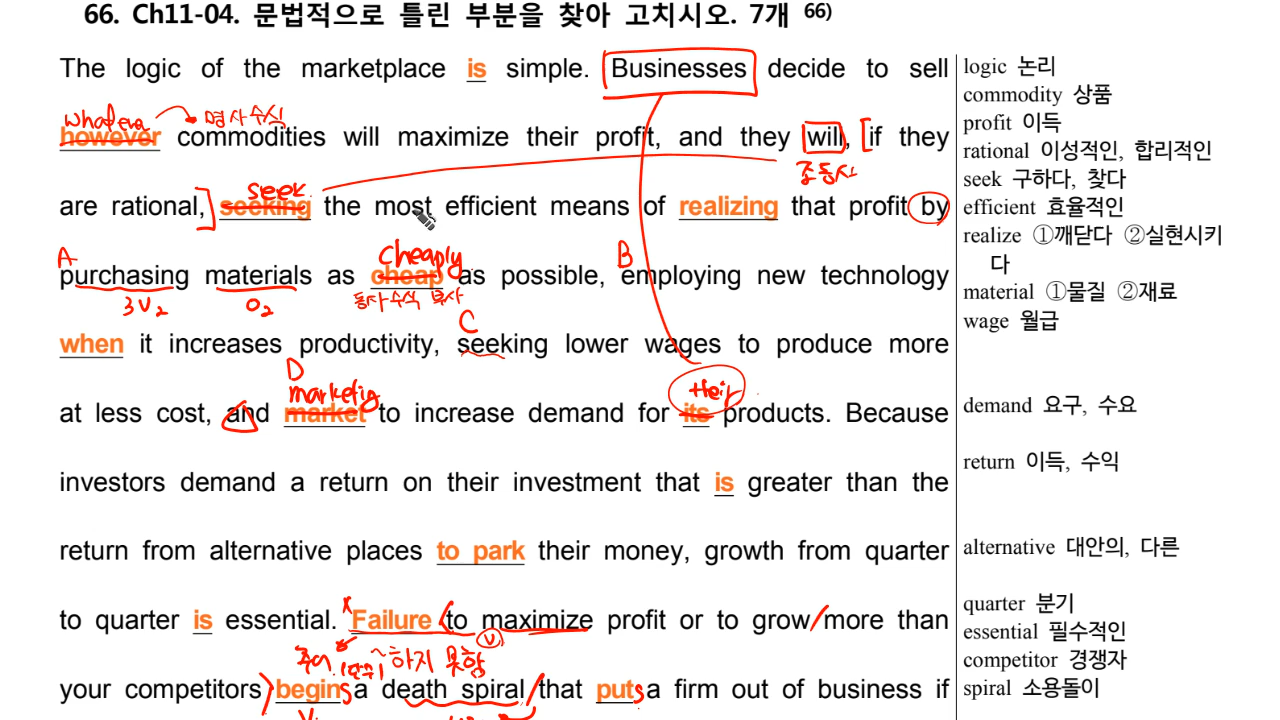 66. Ch11-04. 문법적으로 틀린 부분을 찾아 고치시오. 7개 66)
The logic of the marketplace is simple. Businesses decide to sell
whatever 명사수식
however commodities will maximize their profit, and they will, if they
조동사
seek
are rational, seeking the most efficient means of realizing that profit by
A cheaply B
purchasing materials as cheap as possible, employing new technology
3V2 O2 동사수식 부사
C
when it increases productivity, seeking lower wages to produce more
D
marketig their
at less cost, and market to increase demand for its products. Because
investors demand a return on their investment that is greater than the
return from alternative places to park their money, growth from quarter
to quarter is essential. Failure to maximize profit or to grow more than
주어 (단수) ~하지 못함 V
your competitors begins a death spiral that puts a firm out of business if
logic 논리
commodity 상품
profit 이득
rational 이성적인, 합리적인
seek 구하다, 찾다
efficient 효율적인
realize ①깨닫다 ②실현시키
다
material ①물질 ②재료
wage 월급
demand 요구, 수요
return 이득, 수익
alternative 대안의, 다른
quarter 분기
essential 필수적인
competitor 경쟁자
spiral 소용돌이